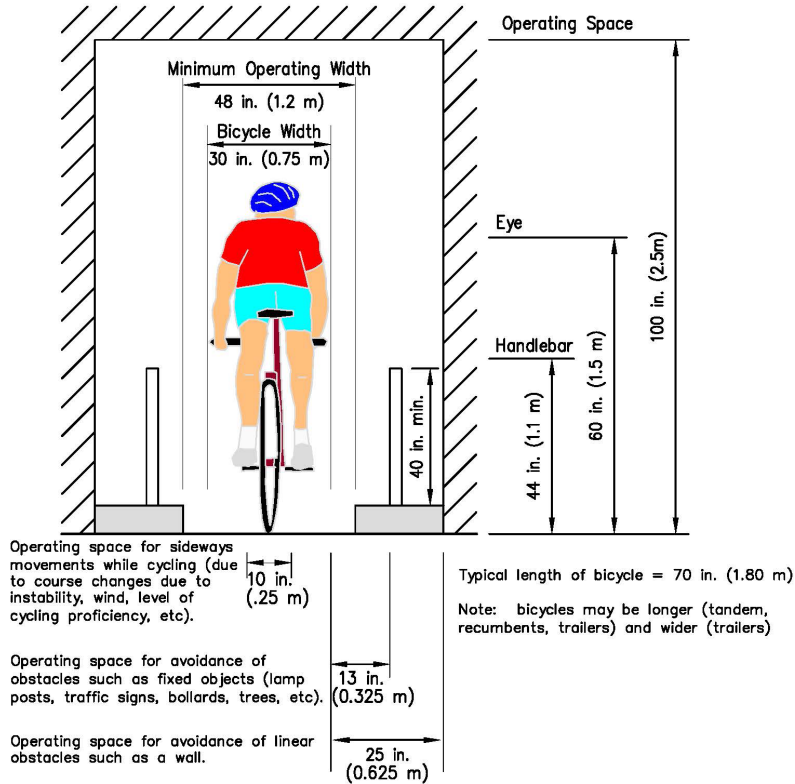 Operating Space
Minimum Operating Width
48 in. (1.2 m)
Bicycle Width
30 in. (0.75 m)
Eye
Handlebar
100 in. (2.5m)
60 in. (1.5 m)
44 in. (1.1 m)
40 in. min.
Operating space for sideways
movements while cycling (due
to course changes due to
instability, wind, level of
cycling proficiency, etc).
10 in.
(.25 m)
Typical length of bicycle = 70 in. (1.80 m)
Note: bicycles may be longer (tandem,
recumbents, trailers) and wider (trailers)
Operating space for avoidance of
obstacles such as fixed objects (lamp
posts, traffic signs, bollards, trees, etc).
13 in.
(0.325 m)
Operating space for avoidance of linear
obstacles such as a wall.
25 in.
(0.625 m)